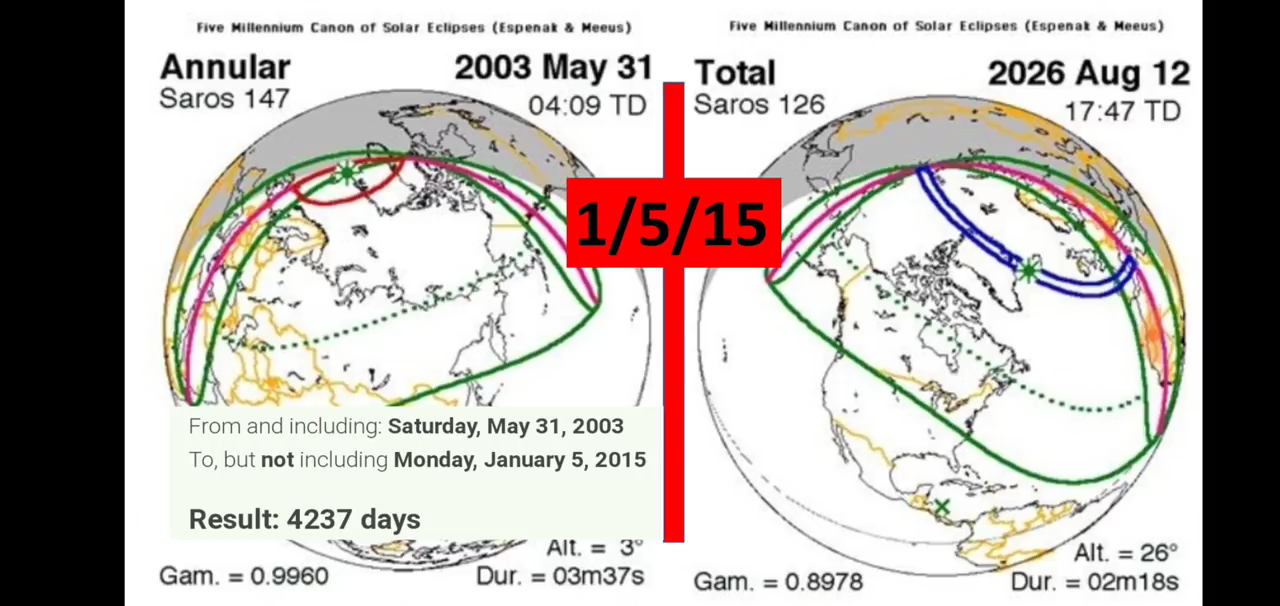 Five Millennium Canon of Solar Eclipses (Espenak & Meeus)
Annular
2003 May 31
Saros 147
04:09 TD
From and including: Saturday, May 31, 2003
To, but not including Monday, January 5, 2015
Result: 4237 days
Alt. = 3°
Gam. = 0.9960
Dur. = 03m37s
1/5/15
Five Millennium Canon of Solar Eclipses (Espenak & Meeus)
Total
2026 Aug 12
Saros 126
17:47 TD
Alt. = 26°
Gam. = 0.8978
Dur. = 02m18s